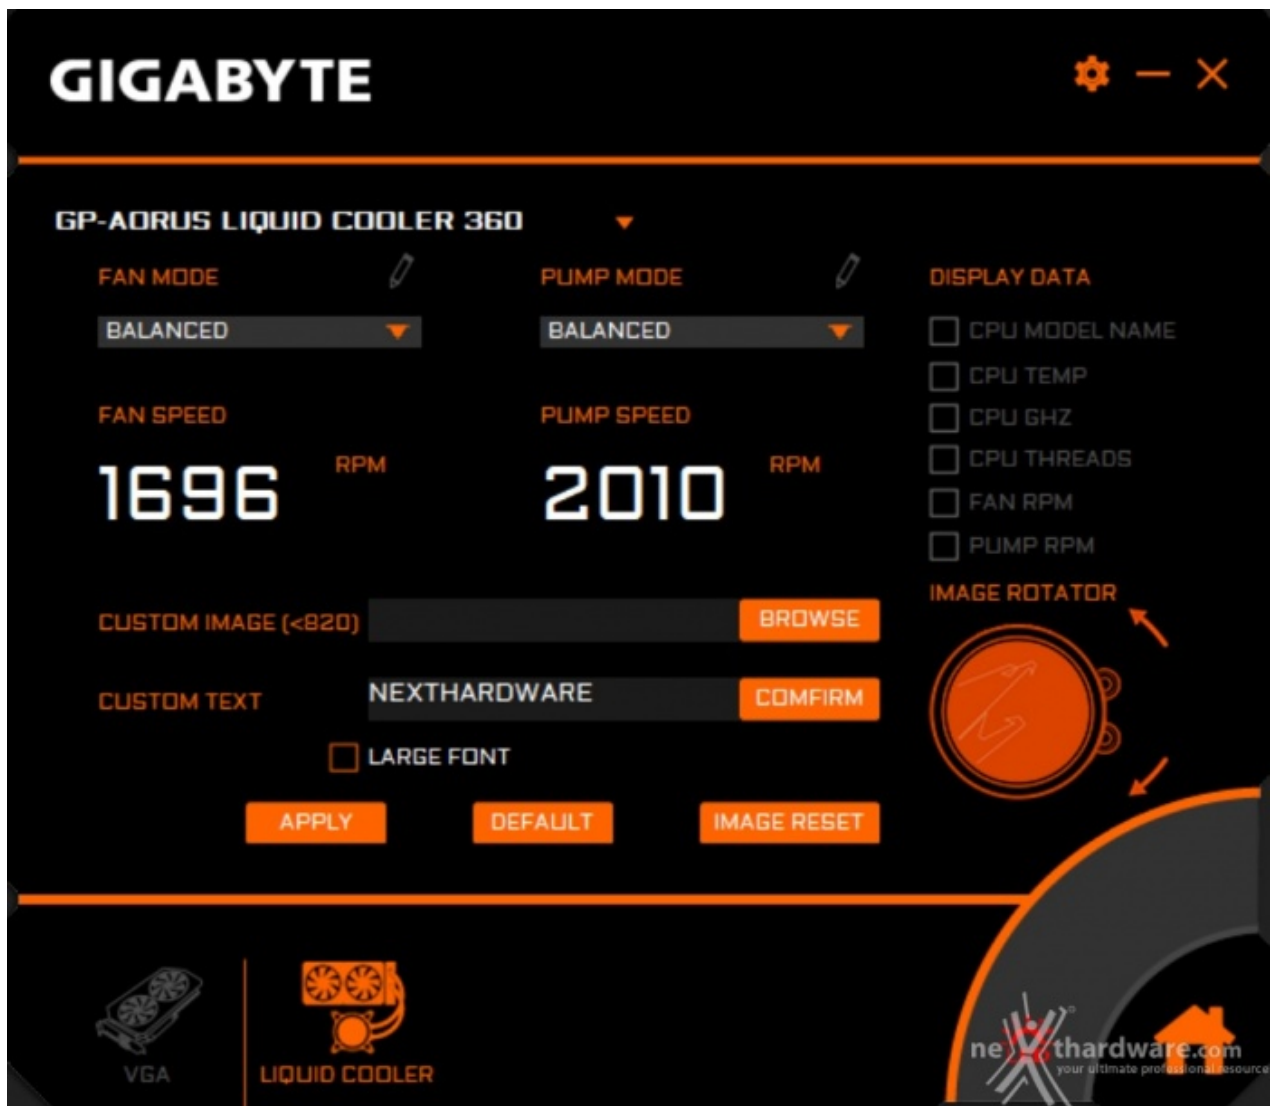 GIGABYTE
GP-AORUS LIQUID COOLER 360
FAN MODE
BALANCED
PUMP MODE
BALANCED
FAN SPEED
1696 RPM
PUMP SPEED
2010 RPM
DISPLAY DATA
CPU MODEL NAME
CPU TEMP
CPU GHZ
CPU THREADS
FAN RPM
PUMP RPM
IMAGE ROTATOR
CUSTOM IMAGE (<820) BROWSE
CUSTOM TEXT NEXTHARDWARE COMFIRM
LARGE FONT
APPLY DEFAULT IMAGE RESET
VGA
LIQUID COOLER
nexthardware.com
your ultimate professional resource